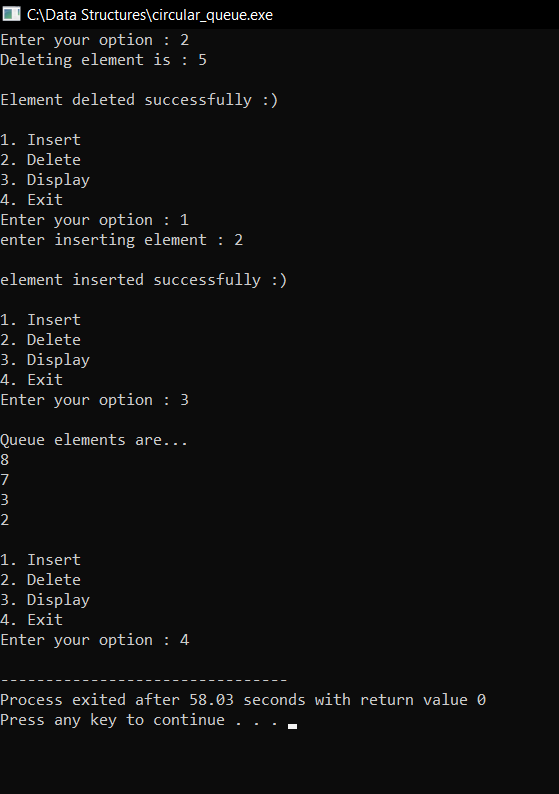 C:\Data Structures\circular_queue.exe
Enter your option : 2
Deleting element is : 5
Element deleted successfully :)
1. Insert
2. Delete
3. Display
4. Exit
Enter your option : 1
enter inserting element : 2
element inserted successfully :)
1. Insert
2. Delete
3. Display
4. Exit
Enter your option : 3
Queue elements are...
8
7
3
2
1. Insert
2. Delete
3. Display
4. Exit
Enter your option : 4
--------------------------------
Process exited after 58.03 seconds with return value 0
Press any key to continue . . .